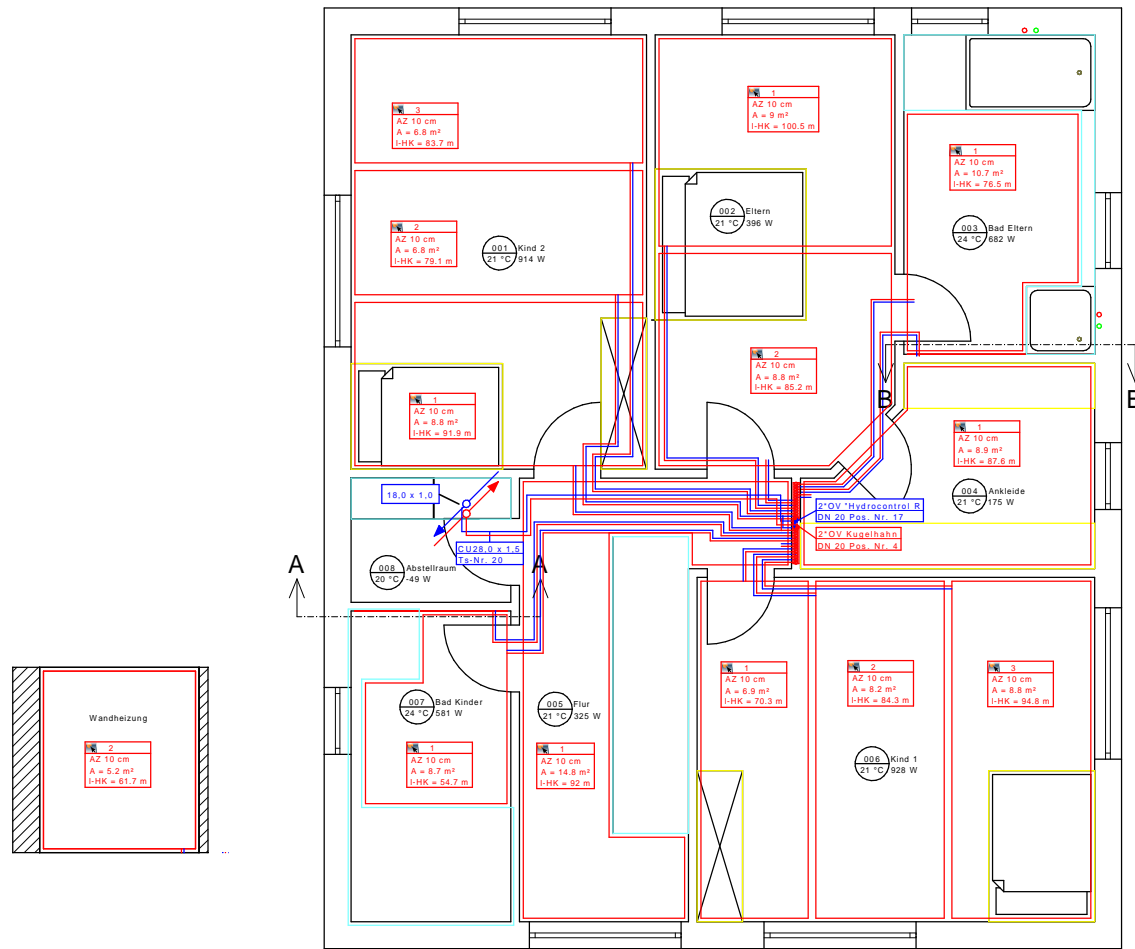 3
AZ 10 cm
A = 6.8 m²
l-HK = 83.7 m
1
AZ 10 cm
A = 9 m²
l-HK = 100.5 m
1
AZ 10 cm
A = 10.7 m²
l-HK = 76.5 m
2
AZ 10 cm
A = 6.8 m²
l-HK = 79.1 m
001 Kind 2
21 °C 914 W
002 Eltern
21 °C 396 W
003 Bad Eltern
24 °C 682 W
2
AZ 10 cm
A = 8.8 m²
l-HK = 85.2 m
B
B
1
AZ 10 cm
A = 8.8 m²
l-HK = 91.9 m
1
AZ 10 cm
A = 8.9 m²
l-HK = 87.6 m
004 Ankleide
21 °C 175 W
18,0 x 1,0
2"OV "Hydrocontrol R
DN 20 Pos. Nr. 17
2"OV Kugelhahn
DN 20 Pos. Nr. 4
CU28,0 x 1,5
Ts-Nr. 20
A
A
008 Abstellraum
20 °C -49 W
1
AZ 10 cm
A = 6.9 m²
l-HK = 70.3 m
2
AZ 10 cm
A = 8.2 m²
l-HK = 84.3 m
3
AZ 10 cm
A = 8.8 m²
l-HK = 94.8 m
007 Bad Kinder
24 °C 581 W
005 Flur
21 °C 325 W
006 Kind 1
21 °C 928 W
Wandheizung
2
AZ 10 cm
A = 5.2 m²
l-HK = 61.7 m
1
AZ 10 cm
A = 8.7 m²
l-HK = 54.7 m
1
AZ 10 cm
A = 14.8 m²
l-HK = 92 m